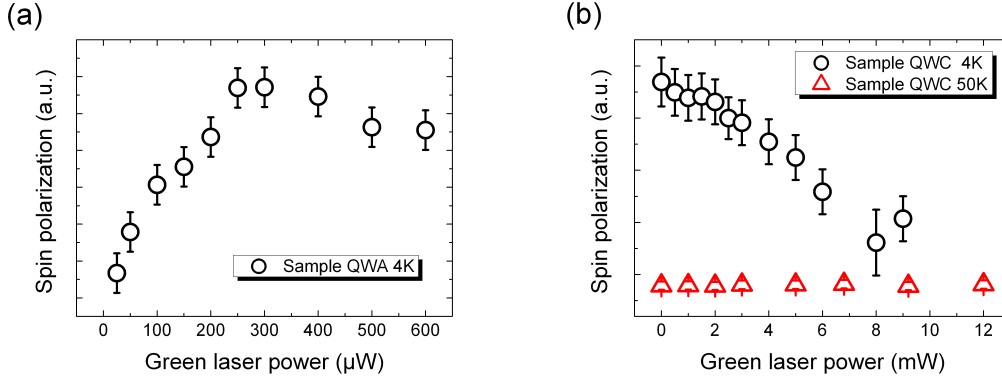 (a)
Spin polarization (a.u.)
Sample QWA 4K
0 100 200 300 400 500 600
Green laser power (µW)
(b)
Spin polarization (a.u.)
Sample QWC 4K
Sample QWC 50K
0 2 4 6 8 10 12
Green laser power (mW)